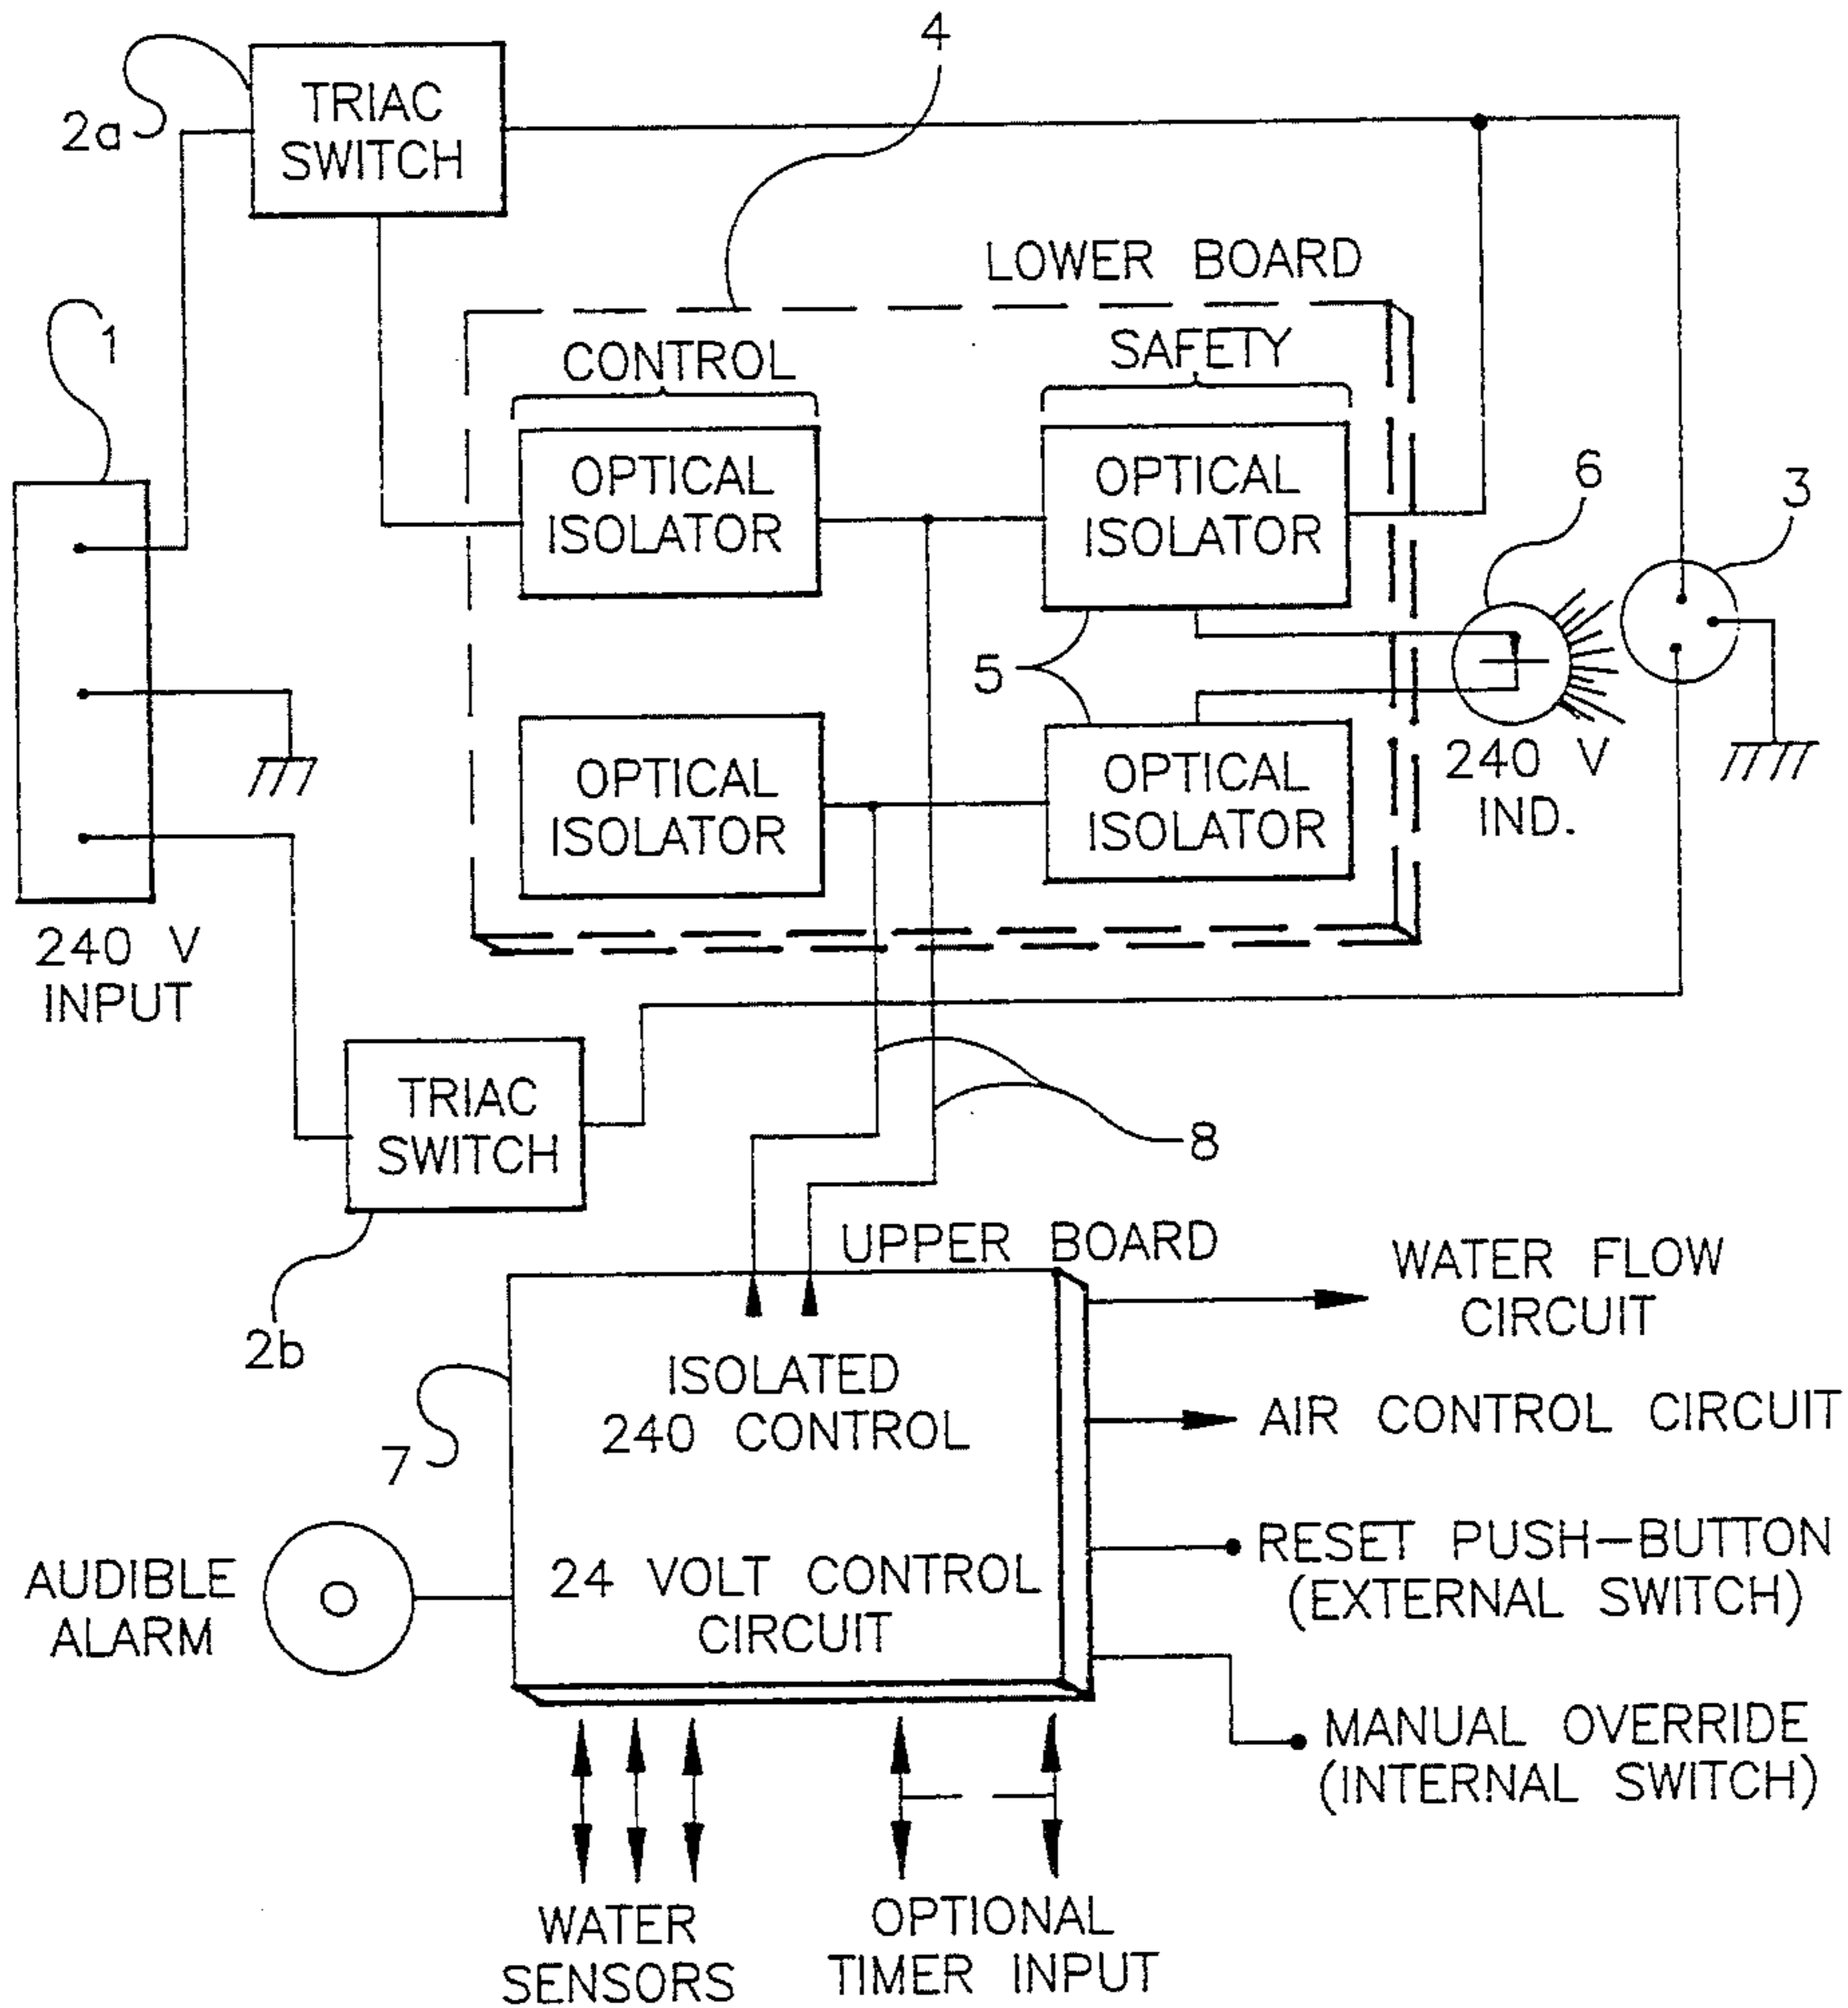 4
TRIAC
SWITCH
2a
LOWER BOARD
1
CONTROL
SAFETY
OPTICAL
ISOLATOR
OPTICAL
ISOLATOR
6
3
5
OPTICAL
ISOLATOR
OPTICAL
ISOLATOR
240 V
IND.
240 V
INPUT
TRIAC
SWITCH
8
2b
UPPER BOARD
WATER FLOW
CIRCUIT
ISOLATED
240 CONTROL
AIR CONTROL CIRCUIT
7
AUDIBLE
ALARM
24 VOLT CONTROL
CIRCUIT
RESET PUSH-BUTTON
(EXTERNAL SWITCH)
MANUAL OVERRIDE
(INTERNAL SWITCH)
WATER
SENSORS
OPTIONAL
TIMER INPUT